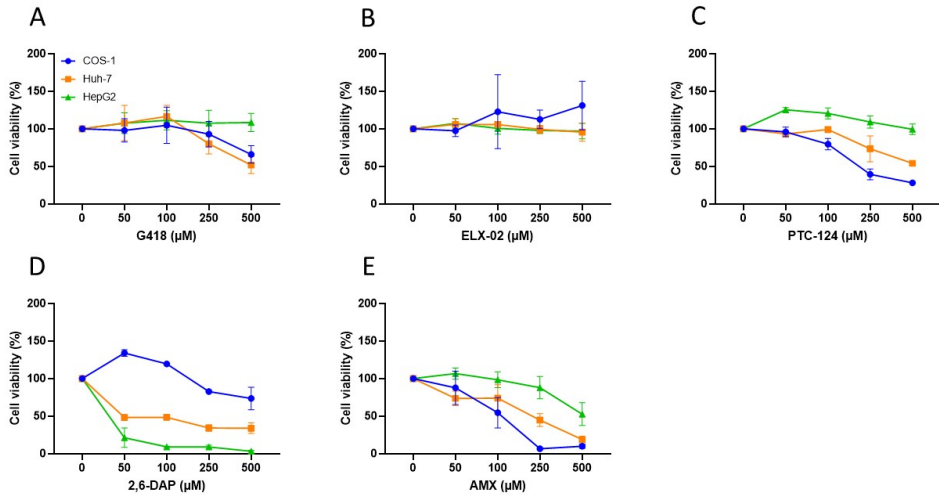 A
B
C
200
150
100
50
0
Cell viability (%)
COS-1
Huh-7
HepG2
0 50 100 250 500
G418 (µM)
200
150
100
50
0
Cell viability (%)
0 50 100 250 500
ELX-02 (µM)
200
150
100
50
0
Cell viability (%)
0 50 100 250 500
PTC-124 (µM)
D
E
200
150
100
50
0
Cell viability (%)
0 50 100 250 500
2,6-DAP (µM)
200
150
100
50
0
Cell viability (%)
0 50 100 250 500
AMX (µM)